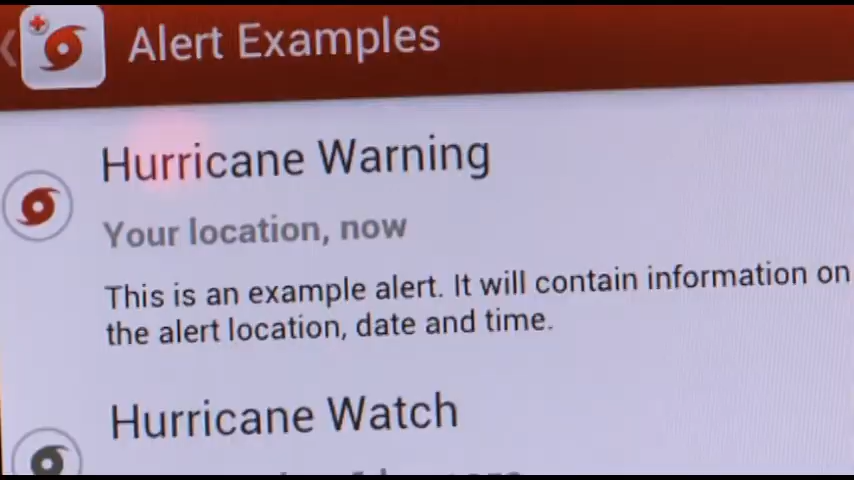 Alert Examples
Hurricane Warning
Your location, now
This is an example alert. It will contain information on
the alert location, date and time.
Hurricane Watch